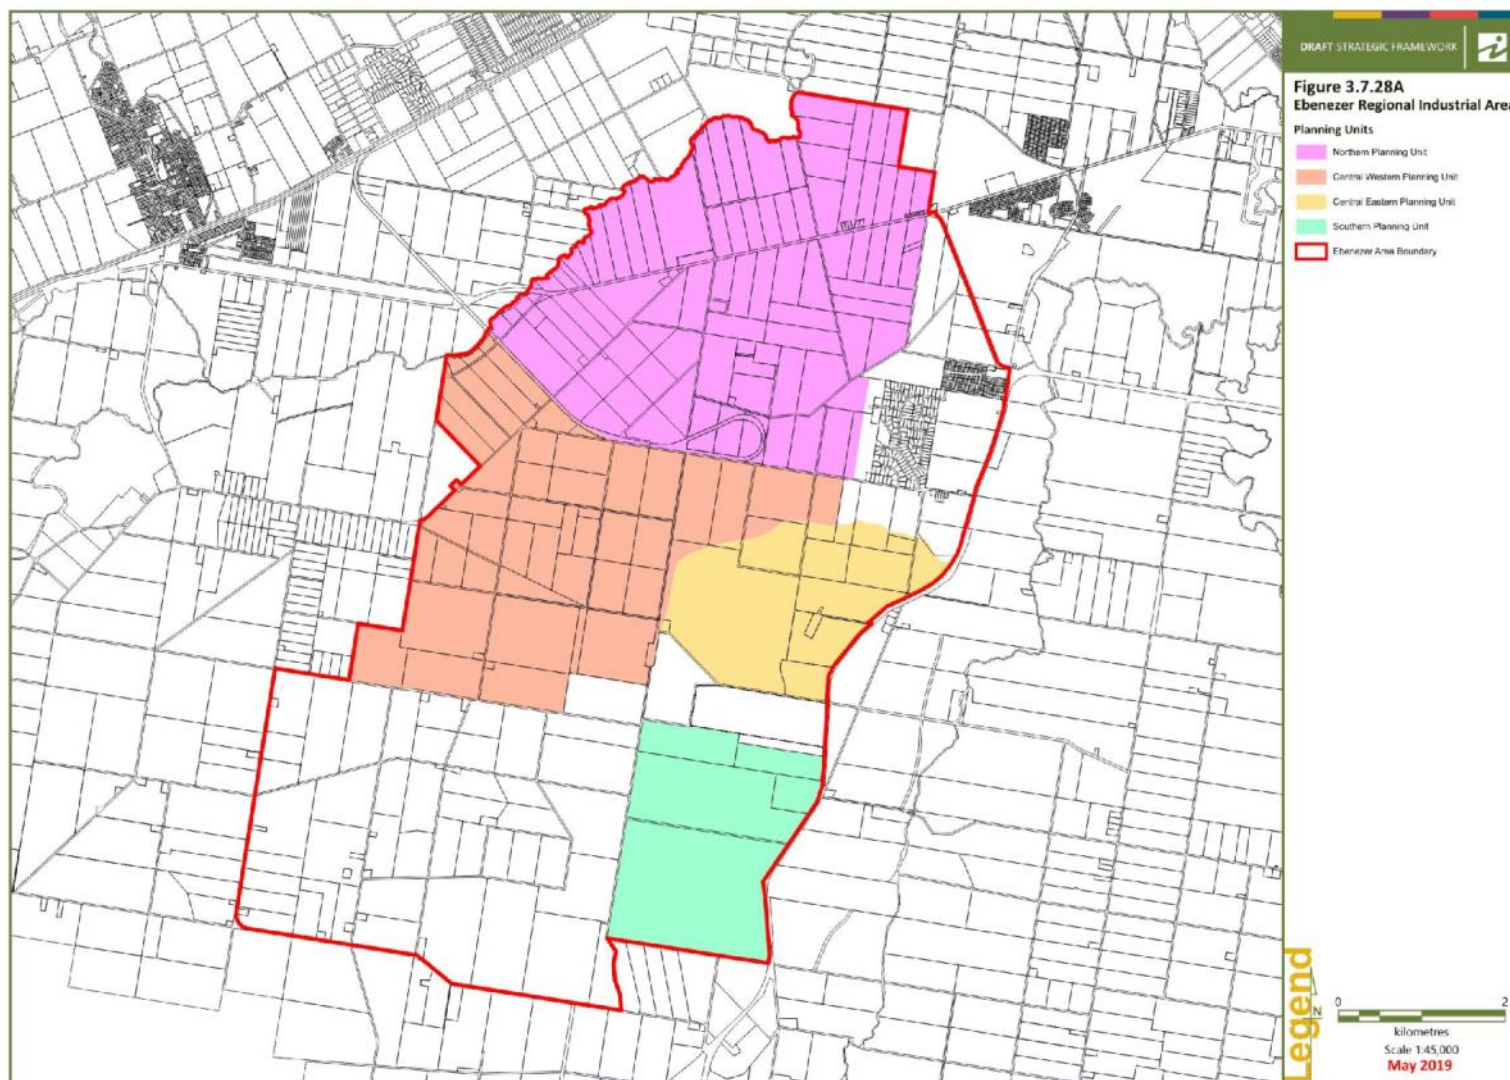 DRAFT STRATEGIC FRAMEWORK
Figure 3.7.28A
Ebenezer Regional Industrial Area
Planning Units
Northern Planning Unit
Central Western Planning Unit
Central Eastern Planning Unit
Southern Planning Unit
Ebenezer Area Boundary
Legend
N
0 2
kilometres
Scale 1:45,000
May 2019